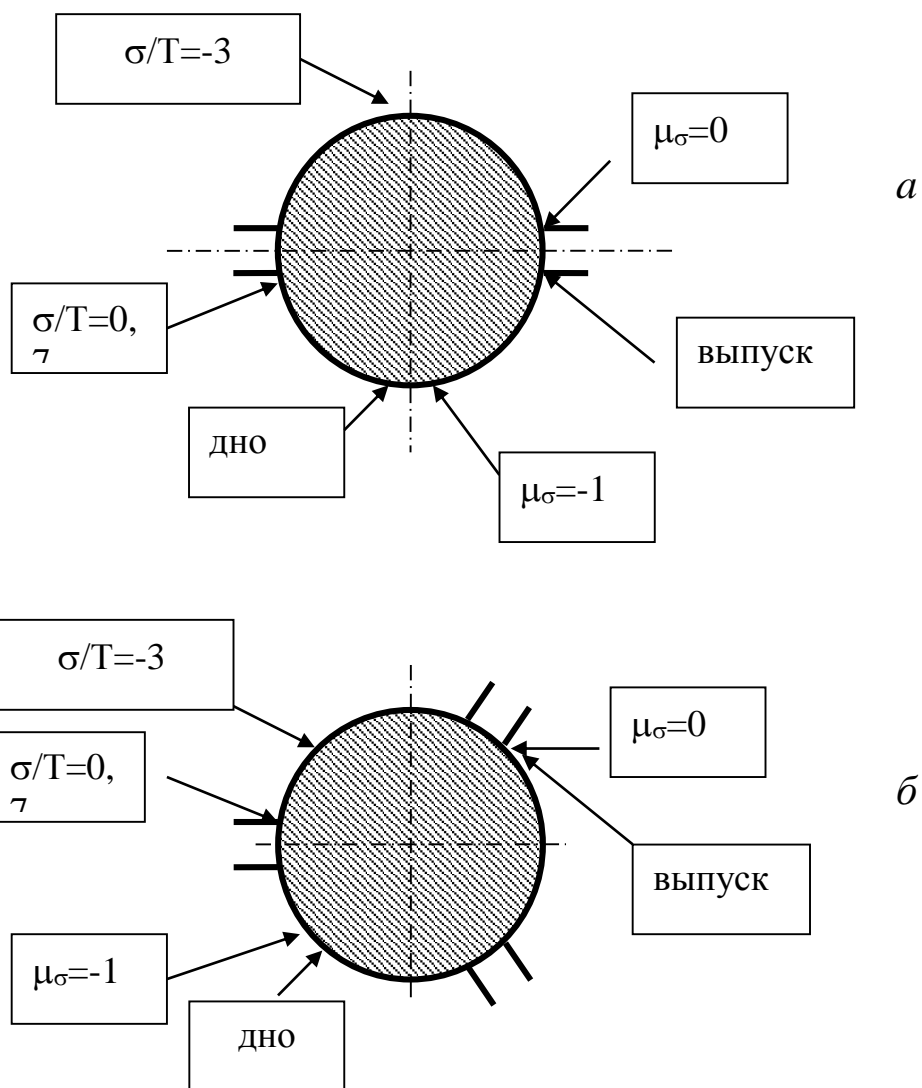 σ/T=-3
μσ=0
а
σ/T=0,
7
выпуск
дно
μσ=-1
σ/T=-3
μσ=0
σ/T=0,
7
б
выпуск
μσ=-1
дно